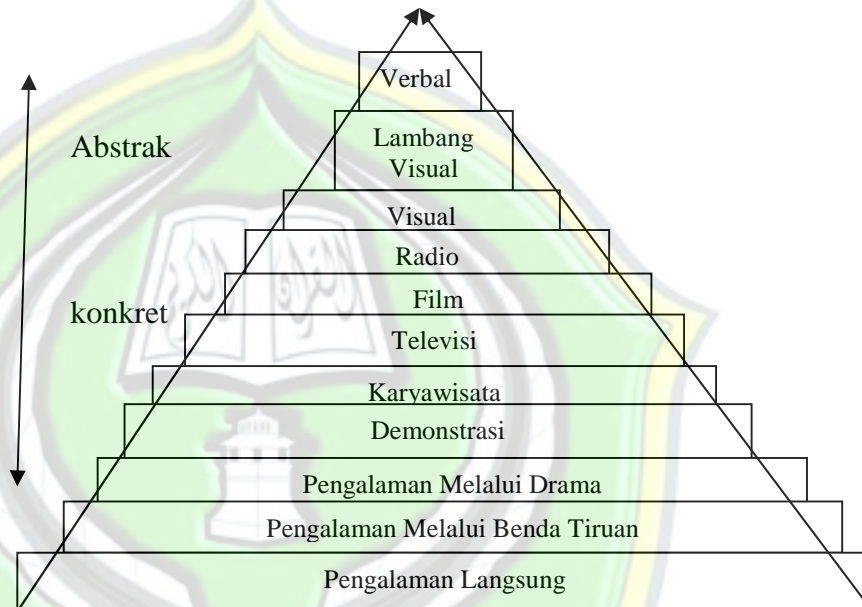 Verbal
Abstrak
Lambang
Visual
Visual
Radio
Film
konkret
Televisi
Karyawisata
Demonstrasi
Pengalaman Melalui Drama
Pengalaman Melalui Benda Tiruan
Pengalaman Langsung